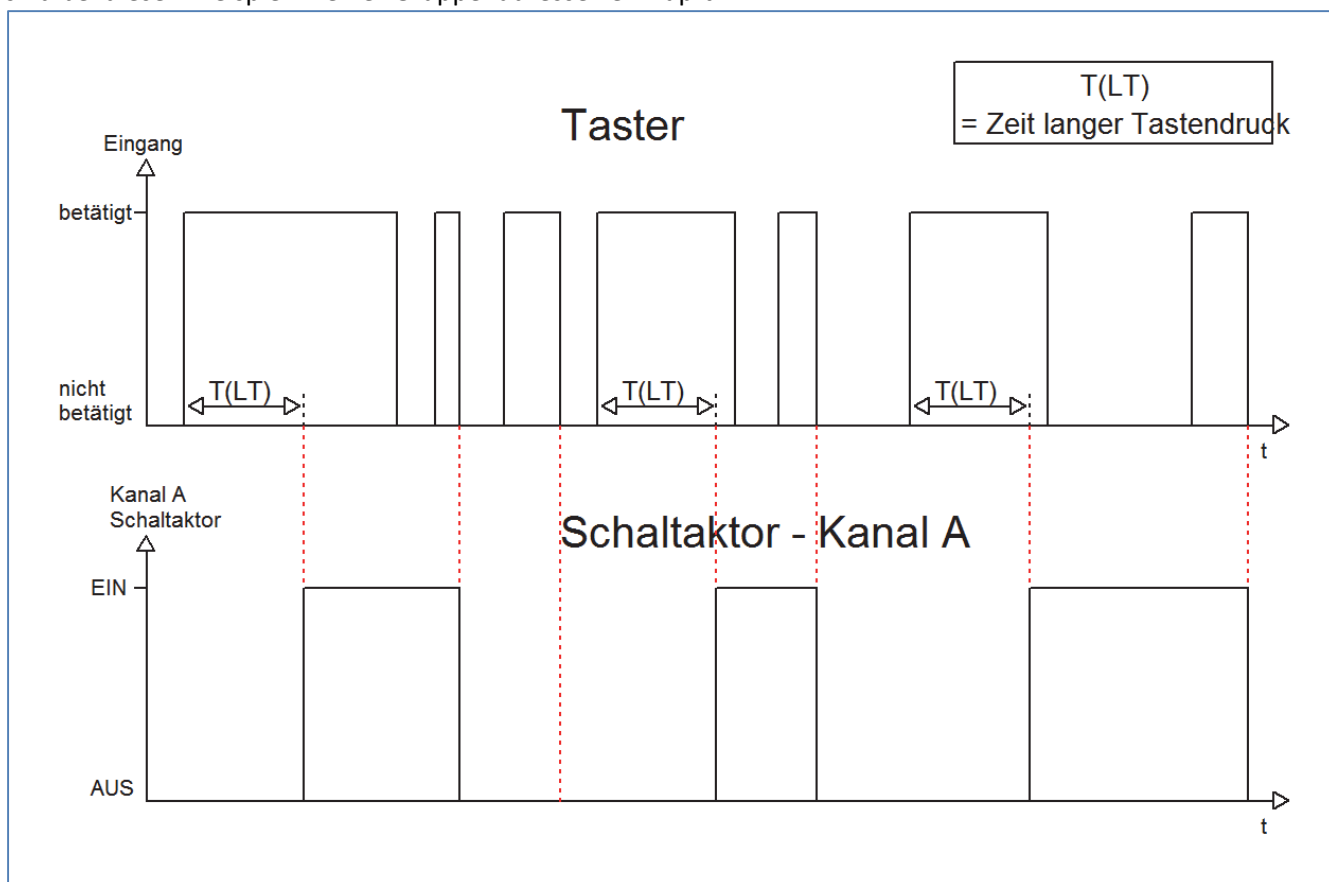 T(LT)
= Zeit langer Tastendruck
Taster
Eingang
betätigt
nicht
betätigt
T(LT)
T(LT)
T(LT)
t
Kanal A
Schaltaktor
Schaltaktor - Kanal A
EIN
AUS
t